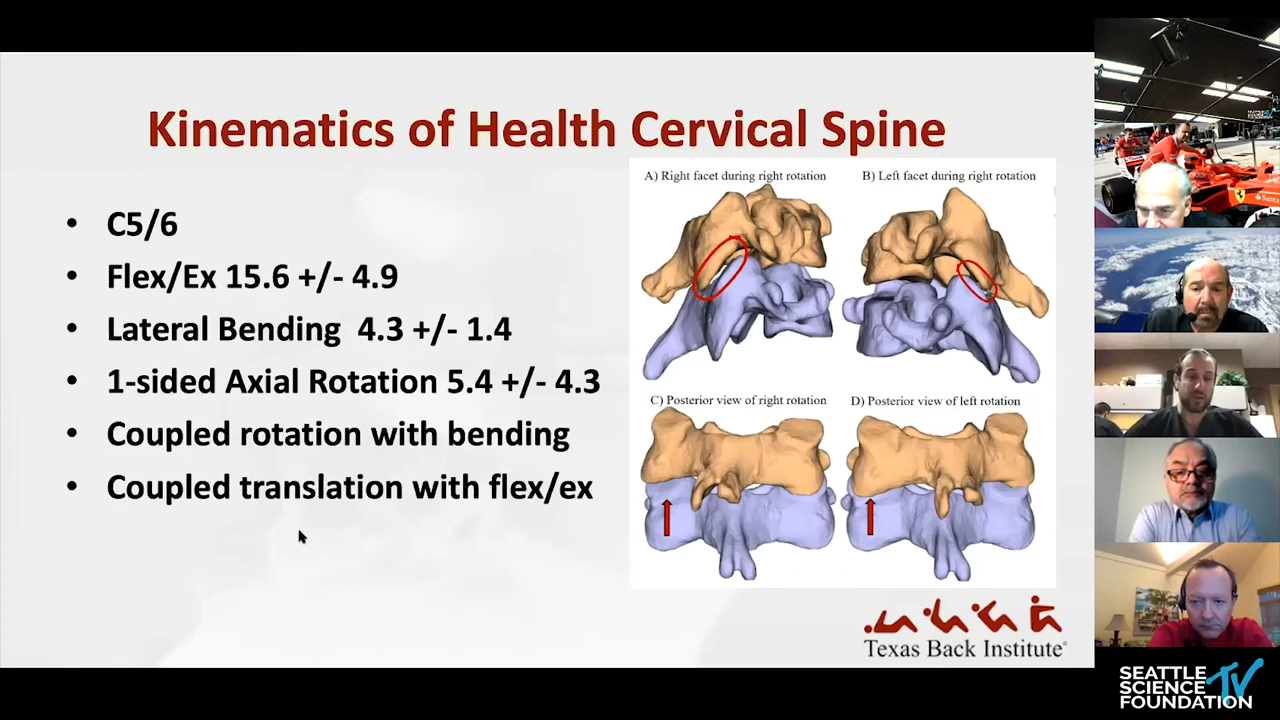 Kinematics of Health Cervical Spine
• C5/6
• Flex/Ex 15.6 +/- 4.9
• Lateral Bending 4.3 +/- 1.4
• 1-sided Axial Rotation 5.4 +/- 4.3
• Coupled rotation with bending
• Coupled translation with flex/ex
A) Right facet during right rotation
B) Left facet during right rotation
C) Posterior view of right rotation
D) Posterior view of left rotation
Texas Back Institute®
SEATTLE
SCIENCE
FOUNDATION
TV